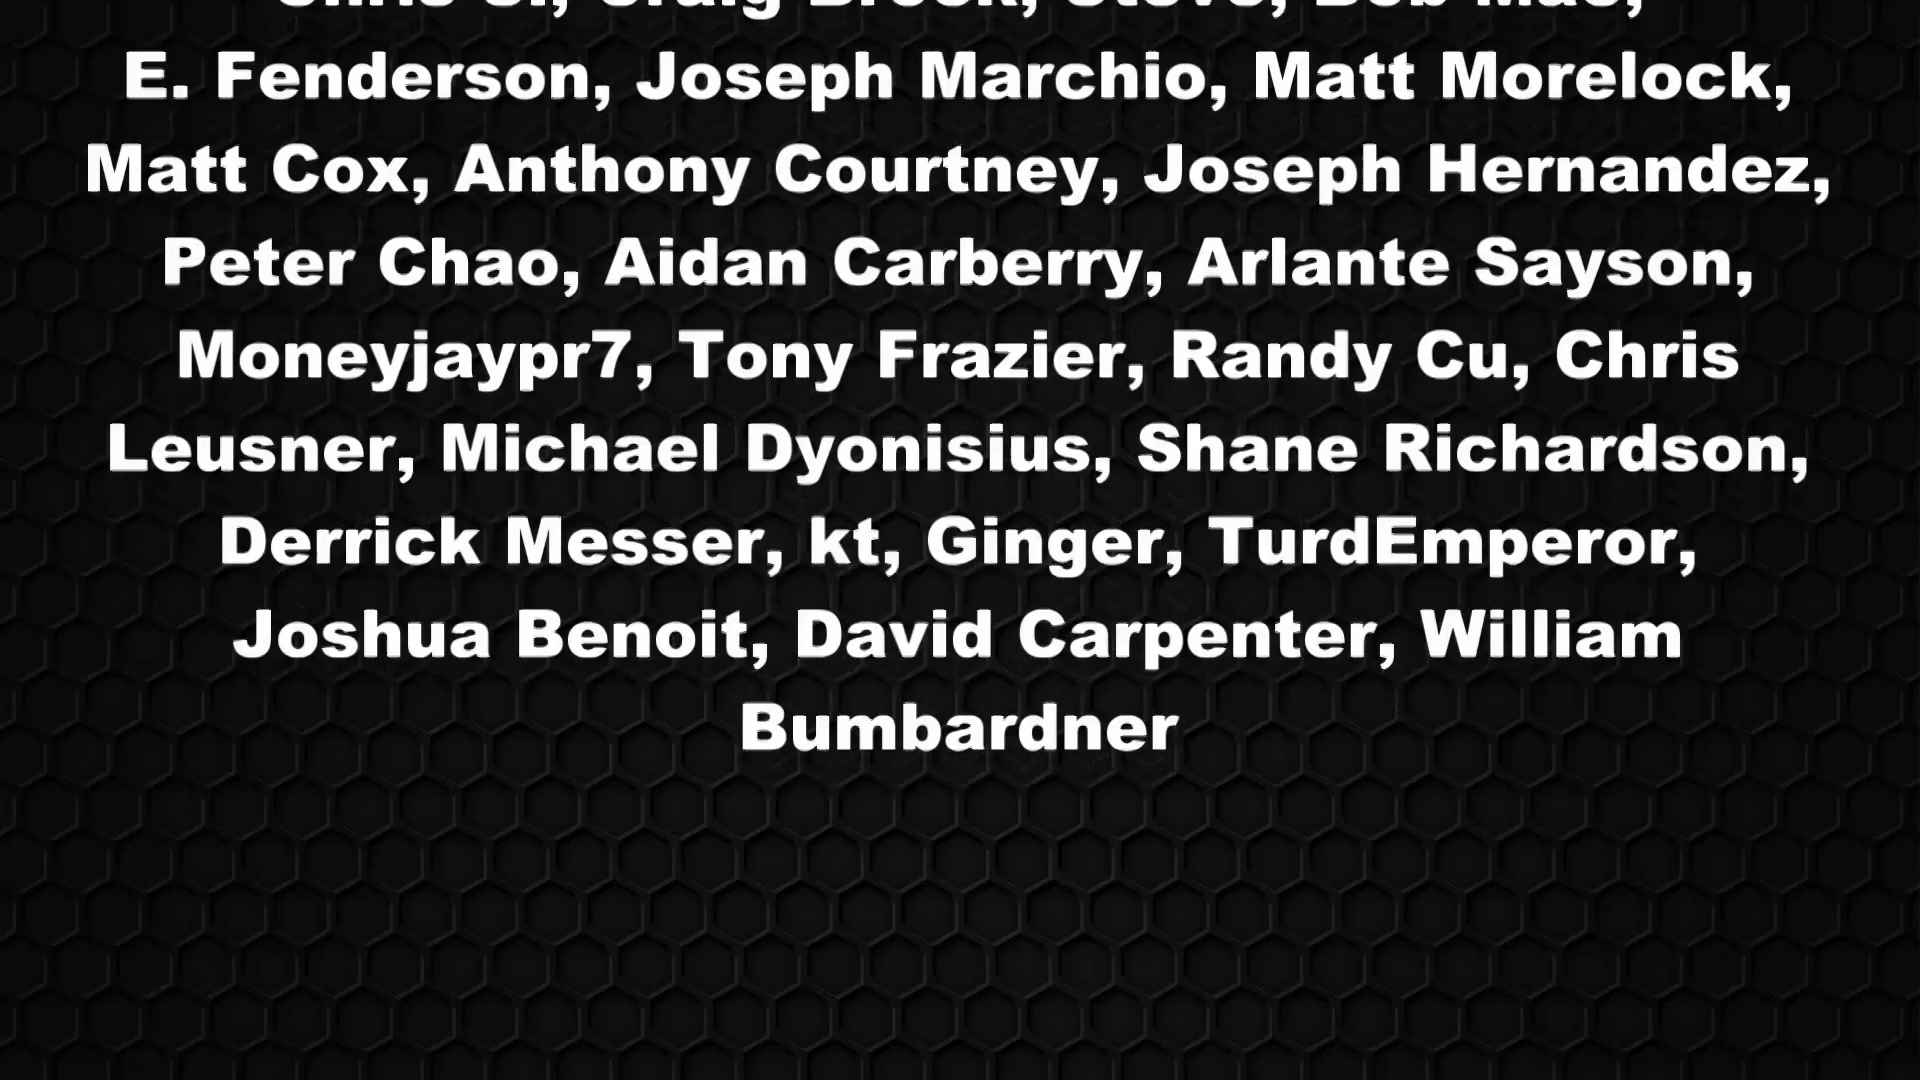 E. Fenderson, Joseph Marchio, Matt Morelock,
Matt Cox, Anthony Courtney, Joseph Hernandez,
Peter Chao, Aidan Carberry, Arlante Sayson,
Moneyjaypr7, Tony Frazier, Randy Cu, Chris
Leusner, Michael Dyonisius, Shane Richardson,
Derrick Messer, kt, Ginger, TurdEmperor,
Joshua Benoit, David Carpenter, William
Bumbardner